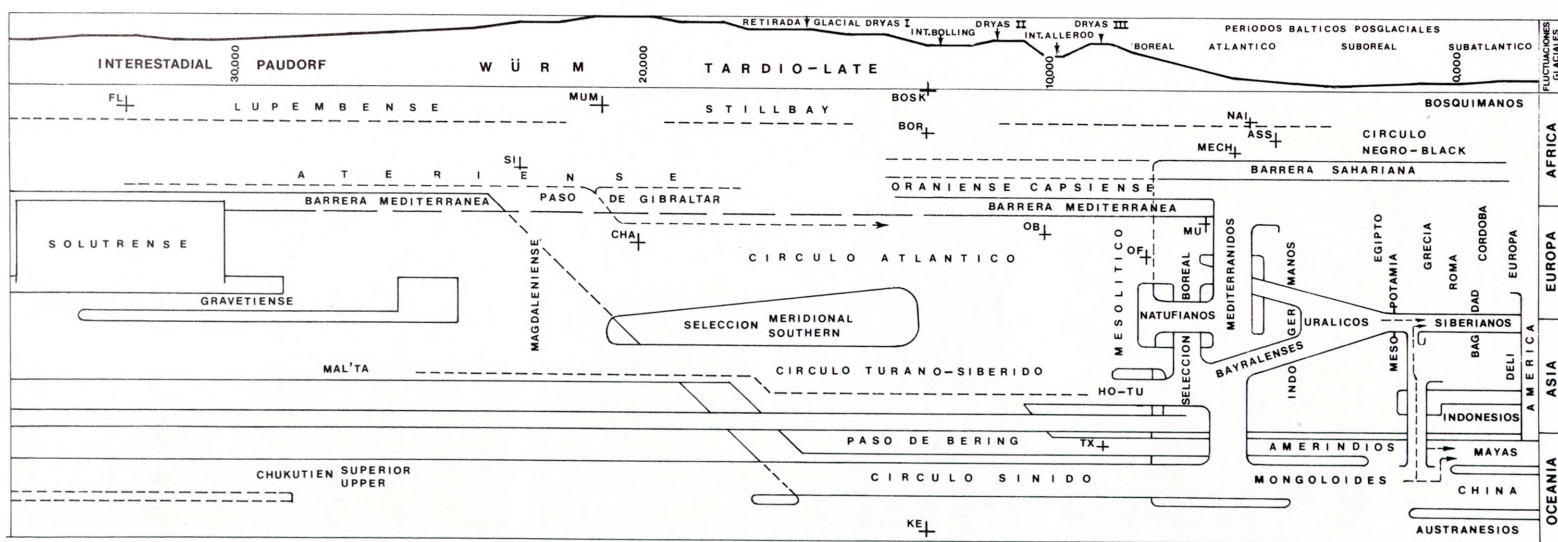 RETIRADA GLACIAL DRYAS I
DRYAS II
DRYAS III
INT.BOLLING
INT.ALLEROD
PERIODOS BALTICOS POSGLACIALES
BOREAL ATLANTICO SUBOREAL SUBATLANTICO
FLUCTUACIONES
GLACIALES
INTERESTADIAL PAUDORF WÜRM TARDIO-LATE
30,000
20,000
10,000
0,000
FL
LUPEMBENSE
MUM
STILLBAY
BOSK
BOSQUIMANOS
BOR
NAI
ASS
MECH
CIRCULO
NEGRO-BLACK
AFRICA
SI
ATERIENSE
ORANIENSE CAPSIENSE
BARRERA SAHARIANA
BARRERA MEDITERRANEA
PASO DE GIBRALTAR
BARRERA MEDITERRANEA
SOLUTRENSE
CHA
OB
MU
OF
CIRCULO ATLANTICO
MAGDALENIENSE
MESOLITICO
BOREAL
SELECCION
MEDITERRANIDOS
INDO GER MANOS
EGIPTO
MESO-POTAMIA
GRECIA
ROMA
BAG DAD
CORDOBA
DELI
EUROPA
AMERICA
EUROPA
GRAVETIENSE
SELECCION MERIDIONAL
SOUTHERN
NATUFIANOS
URALICOS
SIBERIANOS
BAYRALENSES
MAL'TA
CIRCULO TURANO-SIBERIDO
HO-TU
ASIA
INDONESIOS
PASO DE BERING
TX
AMERINDIOS
MAYAS
CHUKUTIEN SUPERIOR
UPPER
CIRCULO SINIDO
MONGOLOIDES
CHINA
KE
AUSTRANESIOS
OCEANIA